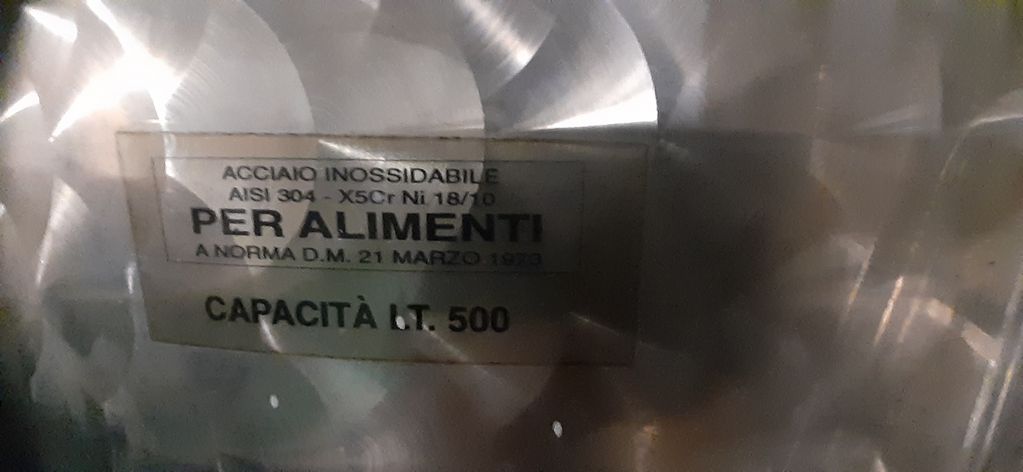 ACCIAIO INOSSIDABILE
AISI 304 - X5Cr Ni 18/10
PER ALIMENTI
A NORMA D.M. 21 MARZO 1973
CAPACITÀ LT. 500